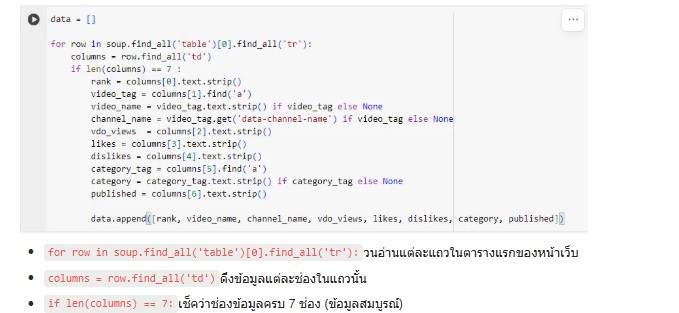 data = []
for row in soup.find_all('table')[0].find_all('tr'):
columns = row.find_all('td')
if len(columns) == 7 :
rank = columns[0].text.strip()
video_tag = columns[1].find('a')
video_name = video_tag.text.strip() if video_tag else None
channel_name = video_tag.get('data-channel-name') if video_tag else None
vdo_views  = columns[2].text.strip()
likes = columns[3].text.strip()
dislikes = columns[4].text.strip()
category_tag = columns[5].find('a')
category = category_tag.text.strip() if category_tag else None
published = columns[6].text.strip()
data.append([rank, video_name, channel_name, vdo_views, likes, dislikes, category, published])
• for row in soup.find_all('table')[0].find_all('tr'): วนอ่านแต่ละแถวในตารางแรกของหน้าเว็บ
• columns = row.find_all('td') ดึงข้อมูลแต่ละช่องในแถวนั้น
• if len(columns) == 7: เช็คว่าช่องข้อมูลครบ 7 ช่อง (ข้อมูลสมบูรณ์)